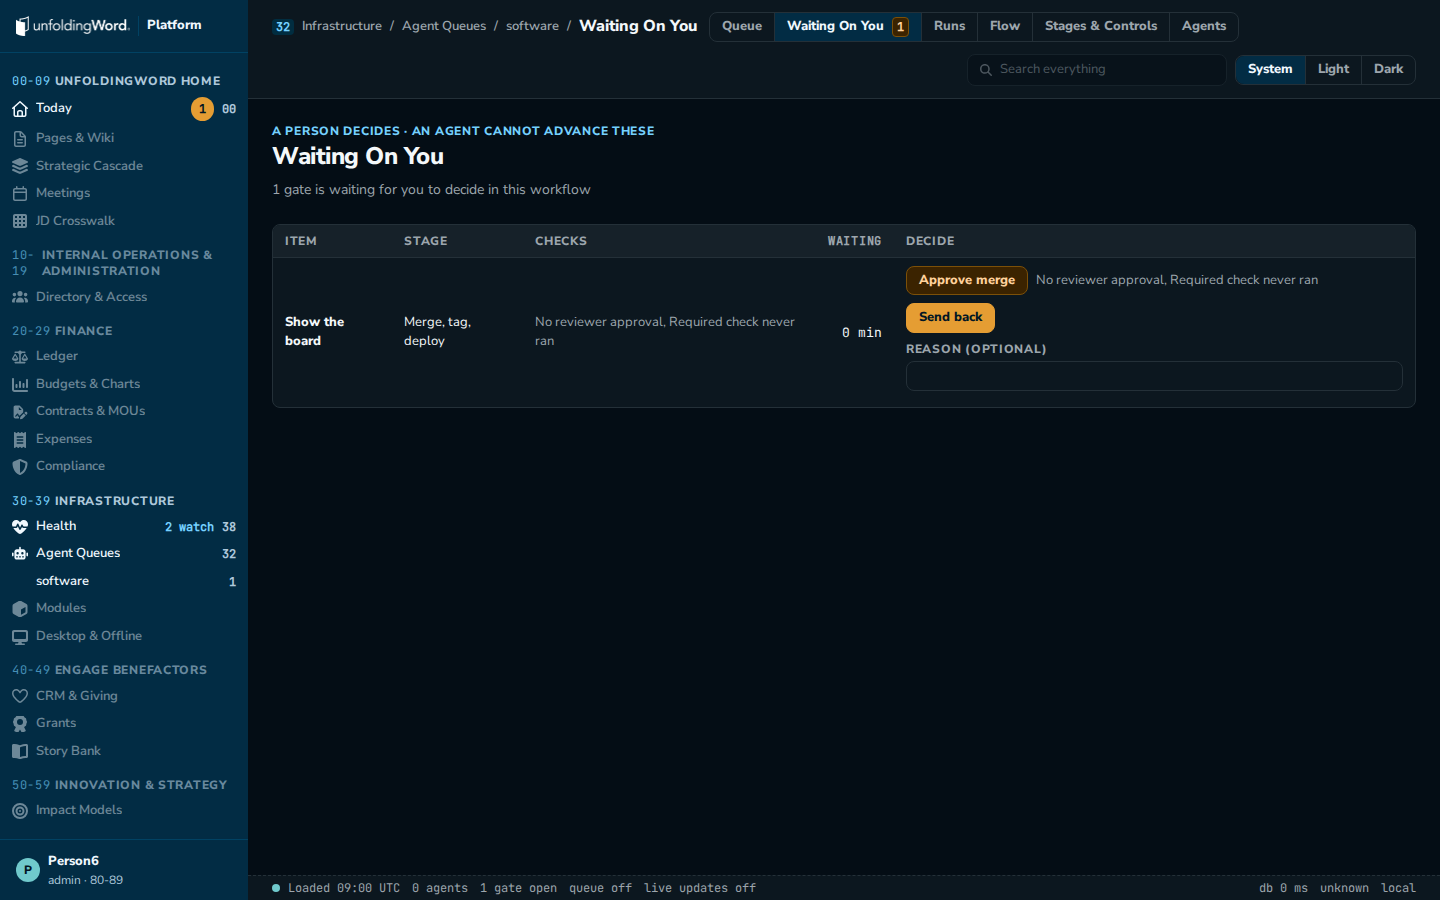 unfoldingWord. Platform
32 Infrastructure / Agent Queues / software / Waiting On You
Queue Waiting On You 1 Runs Flow Stages & Controls Agents
Search everything
System Light Dark
00-09 UNFOLDINGWORD HOME
Today 1 00
Pages & Wiki
Strategic Cascade
Meetings
JD Crosswalk
10-19 INTERNAL OPERATIONS &
ADMINISTRATION
Directory & Access
20-29 FINANCE
Ledger
Budgets & Charts
Contracts & MOUs
Expenses
Compliance
30-39 INFRASTRUCTURE
Health 2 watch 38
Agent Queues 32
software 1
Modules
Desktop & Offline
40-49 ENGAGE BENEFACTORS
CRM & Giving
Grants
Story Bank
50-59 INNOVATION & STRATEGY
Impact Models
Person6
P
admin · 80-89
A PERSON DECIDES · AN AGENT CANNOT ADVANCE THESE
Waiting On You
1 gate is waiting for you to decide in this workflow
ITEM STAGE CHECKS WAITING DECIDE
Show the
board
Merge, tag,
deploy
No reviewer approval, Required check never
ran
0 min
Approve merge No reviewer approval, Required check never ran
Send back
REASON (OPTIONAL)
Loaded 09:00 UTC 0 agents 1 gate open queue off live updates off
db 0 ms unknown local